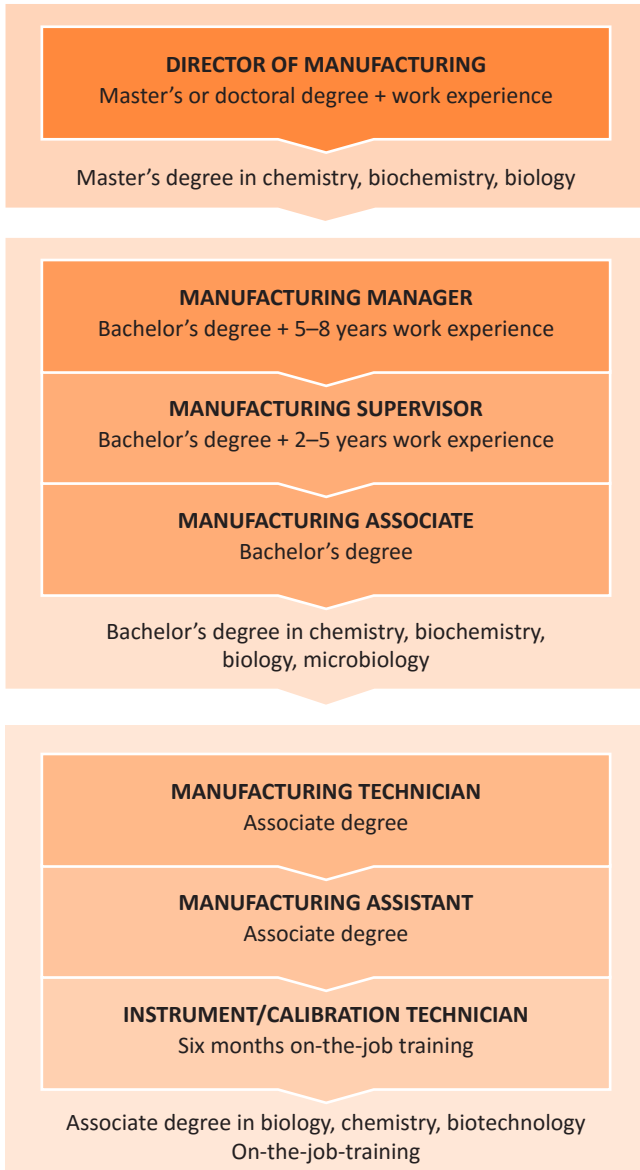 DIRECTOR OF MANUFACTURING
Master’s or doctoral degree + work experience
Master’s degree in chemistry, biochemistry, biology
MANUFACTURING MANAGER
Bachelor’s degree + 5–8 years work experience
MANUFACTURING SUPERVISOR
Bachelor’s degree + 2–5 years work experience
MANUFACTURING ASSOCIATE
Bachelor’s degree
Bachelor’s degree in chemistry, biochemistry,
biology, microbiology
MANUFACTURING TECHNICIAN
Associate degree
MANUFACTURING ASSISTANT
Associate degree
INSTRUMENT/CALIBRATION TECHNICIAN
Six months on-the-job training
Associate degree in biology, chemistry, biotechnology
On-the-job-training